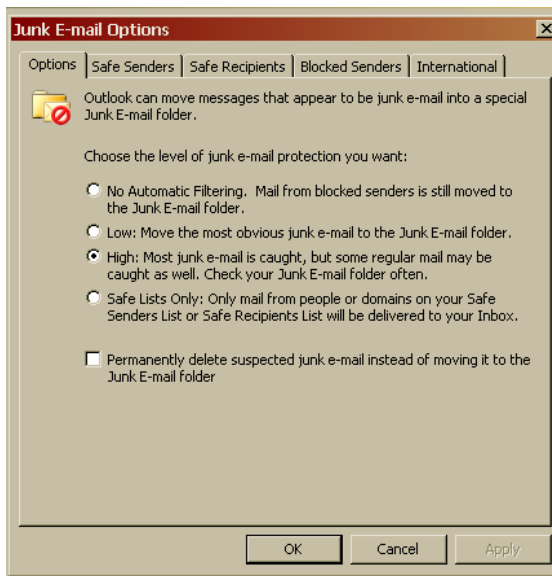 Junk E-mail Options
Options Safe Senders Safe Recipients Blocked Senders International
Outlook can move messages that appear to be junk e-mail into a special
Junk E-mail folder.
Choose the level of junk e-mail protection you want:
No Automatic Filtering. Mail from blocked senders is still moved to
the Junk E-mail folder.
Low: Move the most obvious junk e-mail to the Junk E-mail folder.
High: Most junk e-mail is caught, but some regular mail may be
caught as well. Check your Junk E-mail folder often.
Safe Lists Only: Only mail from people or domains on your Safe
Senders List or Safe Recipients List will be delivered to your Inbox.
Permanently delete suspected junk e-mail instead of moving it to the
Junk E-mail folder
OK Cancel Apply